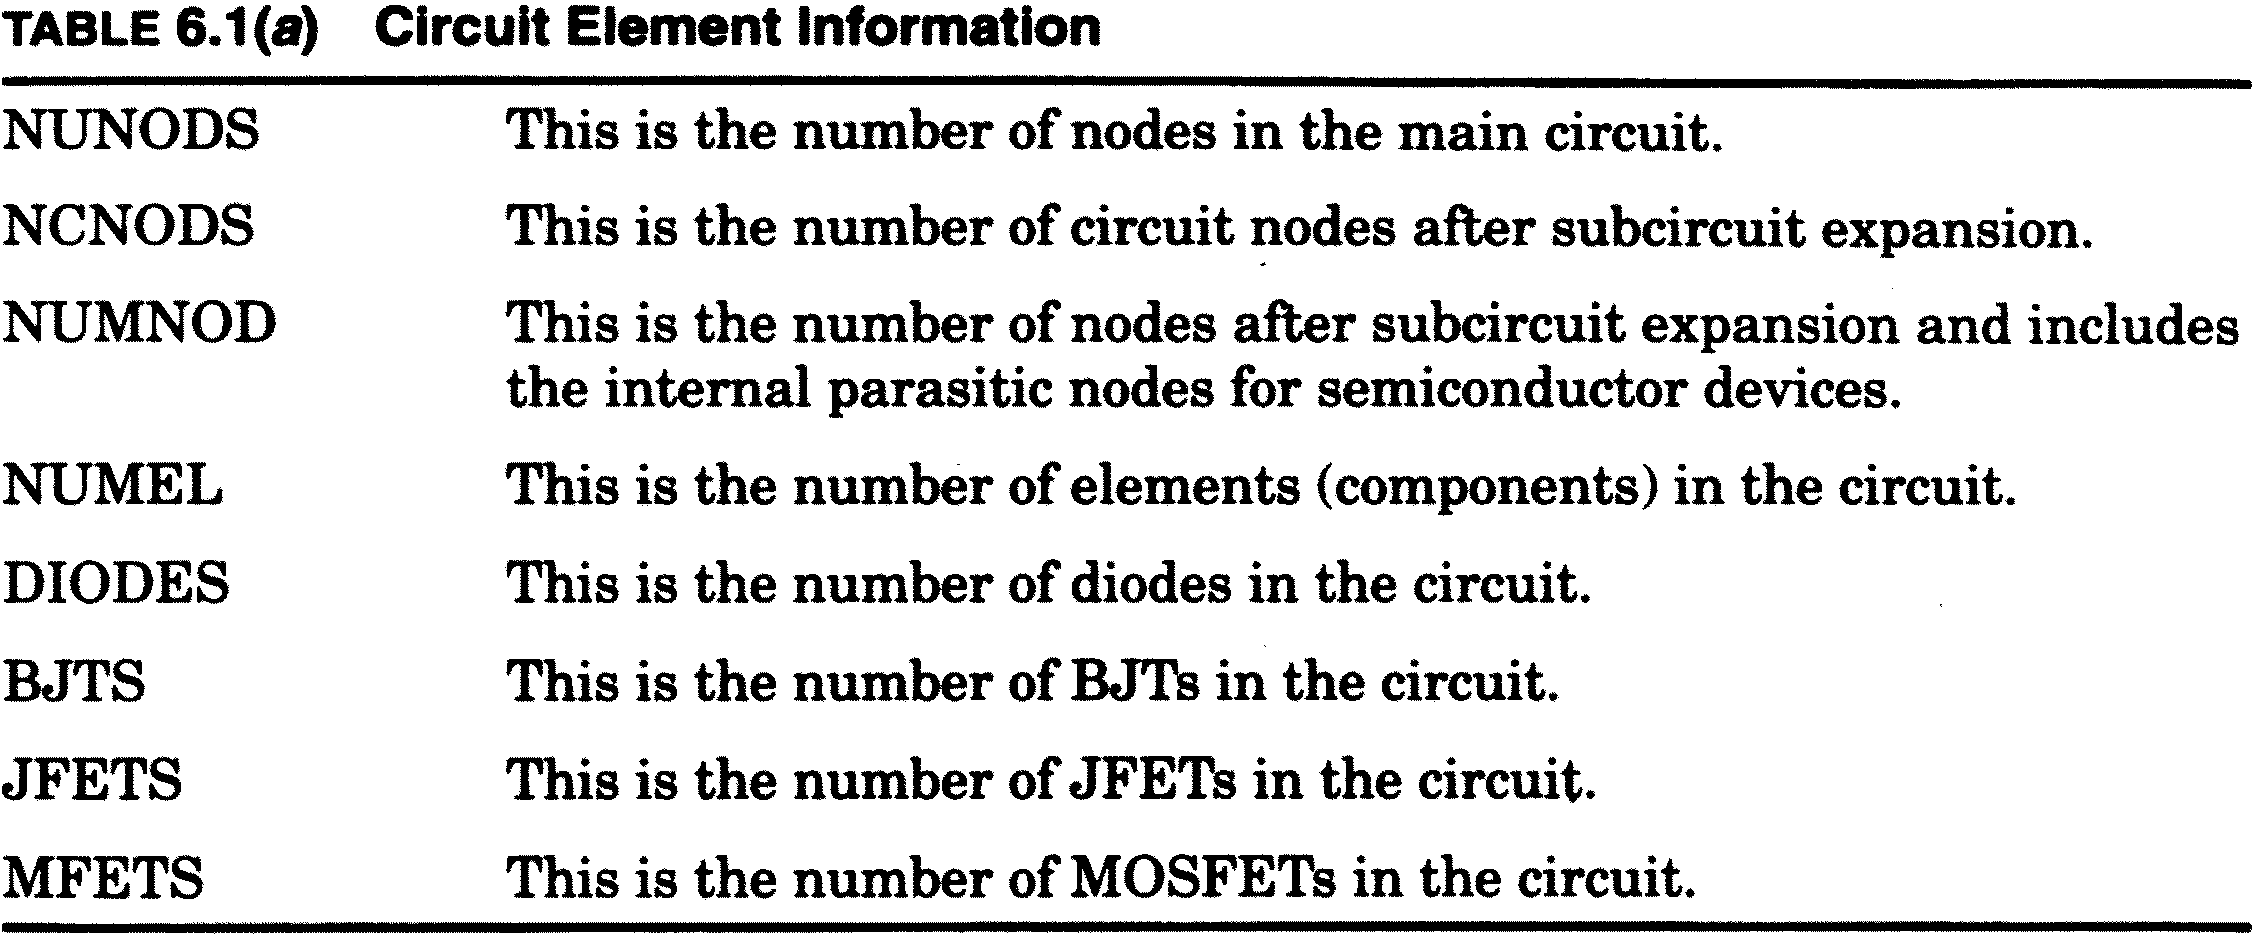 TABLE 6.1(a) Circuit Element Information
NUNODS This is the number of nodes in the main circuit.
NCNODS This is the number of circuit nodes after subcircuit expansion.
NUMNOD This is the number of nodes after subcircuit expansion and includes
the internal parasitic nodes for semiconductor devices.
NUMEL This is the number of elements (components) in the circuit.
DIODES This is the number of diodes in the circuit.
BJTS This is the number of BJTs in the circuit.
JFETS This is the number of JFETs in the circuit.
MFETS This is the number of MOSFETs in the circuit.